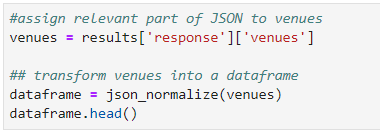 #assign relevant part of JSON to venues
venues = results['response']['venues']
## transform venues into a dataframe
dataframe = json_normalize(venues)
dataframe.head()